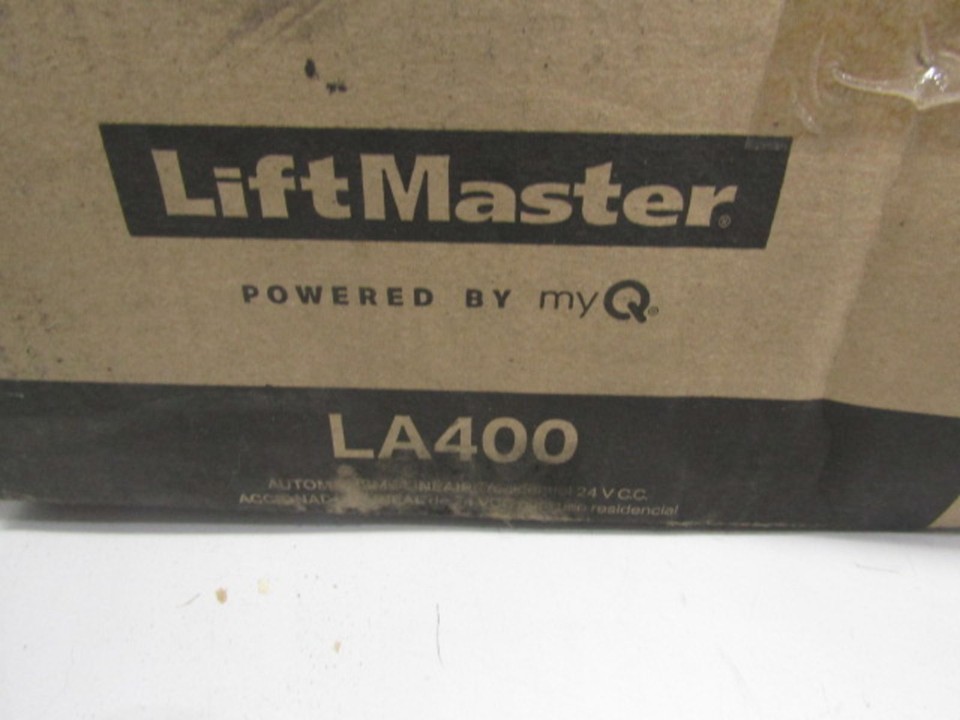 LiftMaster®
POWERED BY myQ®
LA400
24 V C.C.
residencial